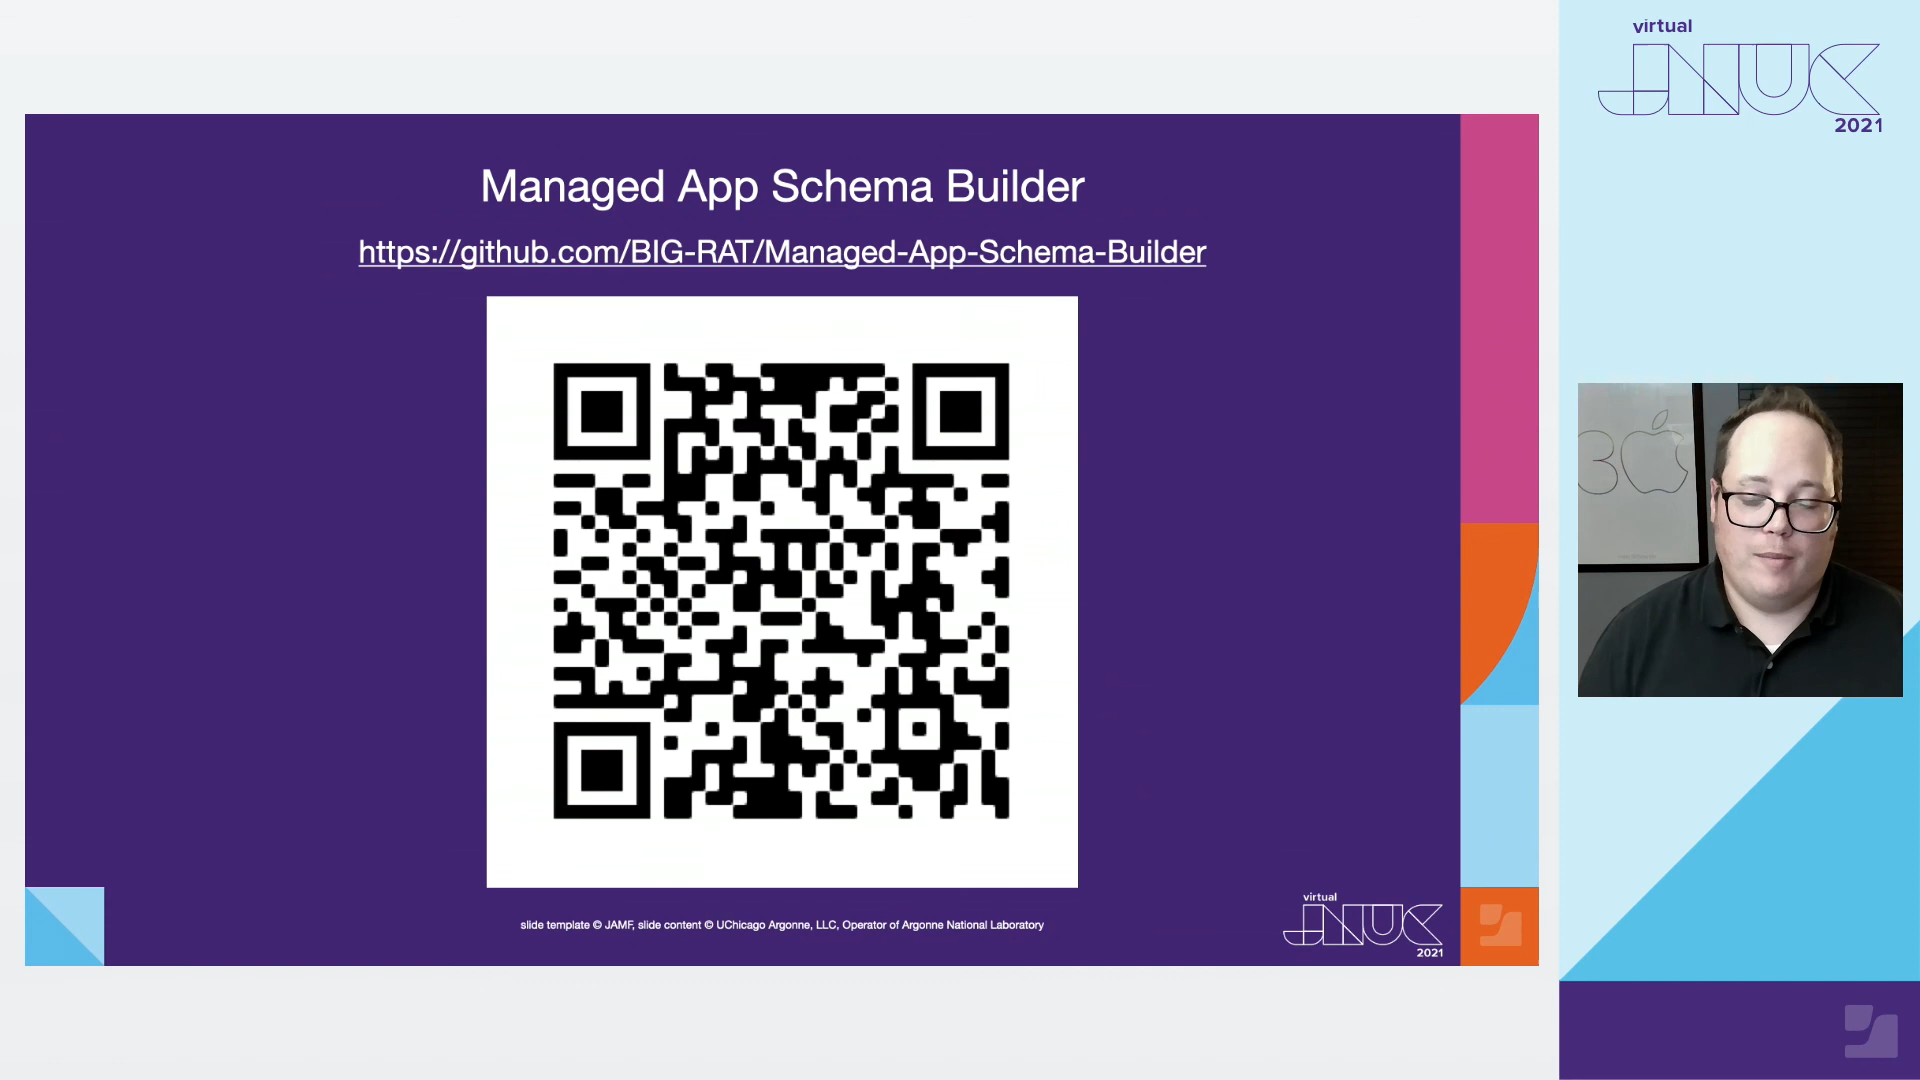 Managed App Schema Builder
https://github.com/BIG-RAT/Managed-App-Schema-Builder
slide template © JAMF, slide content © UChicago Argonne, LLC, Operator of Argonne National Laboratory
virtual
JNUC
2021
virtual
JNUC
2021